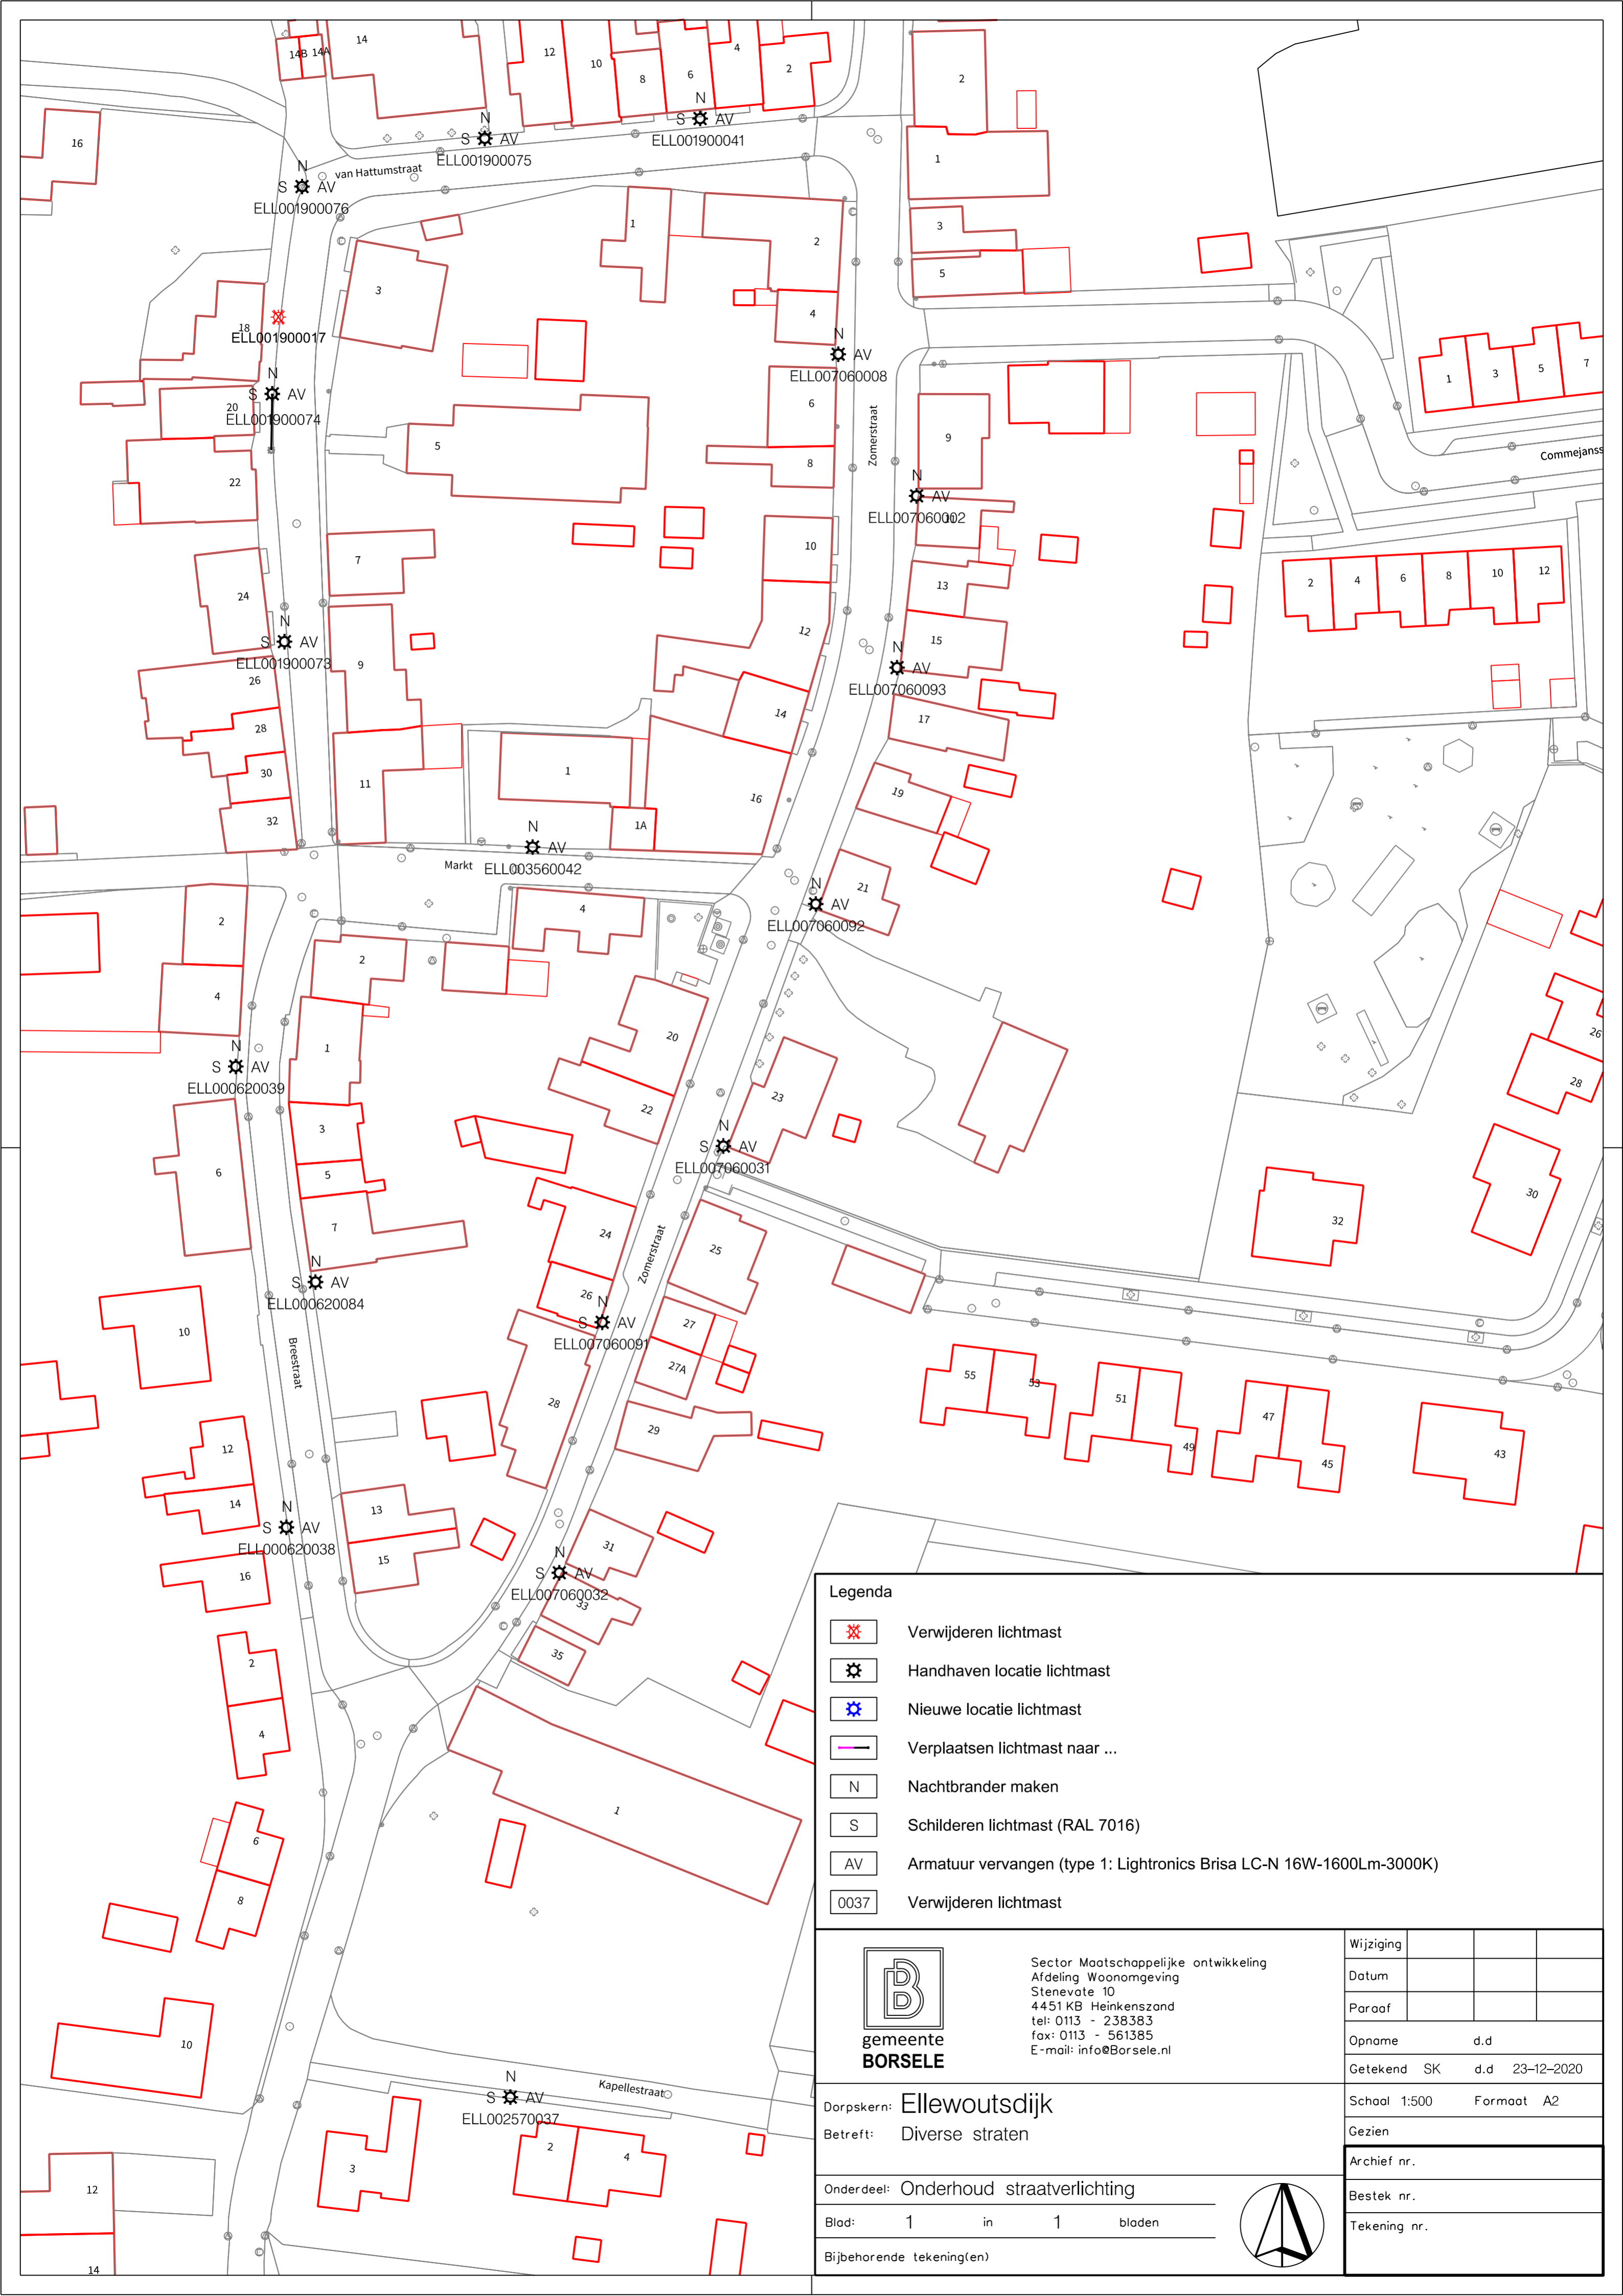 14B 14A
14
12
10
8
6
4
2
2
16
N
S AV
ELL001900075
N
AV
ELL001900041
van Hattumstraat
N
S AV
ELL001900076
1
1
2
3
5
3
4
18
ELL001900017
N
AV
ELL007060008
1
3
5
7
N
S AV
20
ELL001900074
6
Zomerstraat
9
5
8
22
Commejanss
N
AV
ELL007060002
11
10
7
13
24
2
4
6
8
10
12
N
S AV
ELL001900073
12
15
9
N
AV
ELL007060093
26
14
17
28
30
1
11
16
19
32
1A
N
AV
Markt
ELL003560042
21
N
AV
ELL007060092
4
2
2
4
20
26
1
N
S AV
ELL000620039
28
23
22
3
N
S AV
ELL007060031
6
5
30
7
32
24
25
Zomerstraat
N
S AV
ELL000620084
26
N
S AV
ELL007060091
27
10
Breestraat
27A
55
53
51
49
47
45
43
28
29
12
14
13
N
S AV
ELL000620038
15
31
N
S AV
ELL007060032
33
16
35
2
4
1
6
8
10
Kapellestraat
N
S AV
ELL002570037
2
4
3
12
14
Legenda
Verwijderen lichtmast
Handhaven locatie lichtmast
Nieuwe locatie lichtmast
Verplaatsen lichtmast naar ...
N Nachtbrander maken
S Schilderen lichtmast (RAL 7016)
AV Armatuur vervangen (type 1: Lightronics Brisa LC-N 16W-1600Lm-3000K)
0037 Verwijderen lichtmast
gemeente
BORSELE
Sector Maatschappelijke ontwikkeling
Afdeling Woonomgeving
Stenevate 10
4451 KB Heinkenszand
tel: 0113 - 238383
fax: 0113 - 561385
E-mail: info@Borsele.nl
Wijziging
Datum
Paraaf
Opname d.d
Getekend SK d.d 23-12-2020
Schaal 1:500 Formaat A2
Gezien
Archief nr.
Bestek nr.
Tekening nr.
Dorpskern: Ellewoutsdijk
Betreft: Diverse straten
Onderdeel: Onderhoud straatverlichting
Blad: 1 in 1 bladen
Bijbehorende tekening(en)